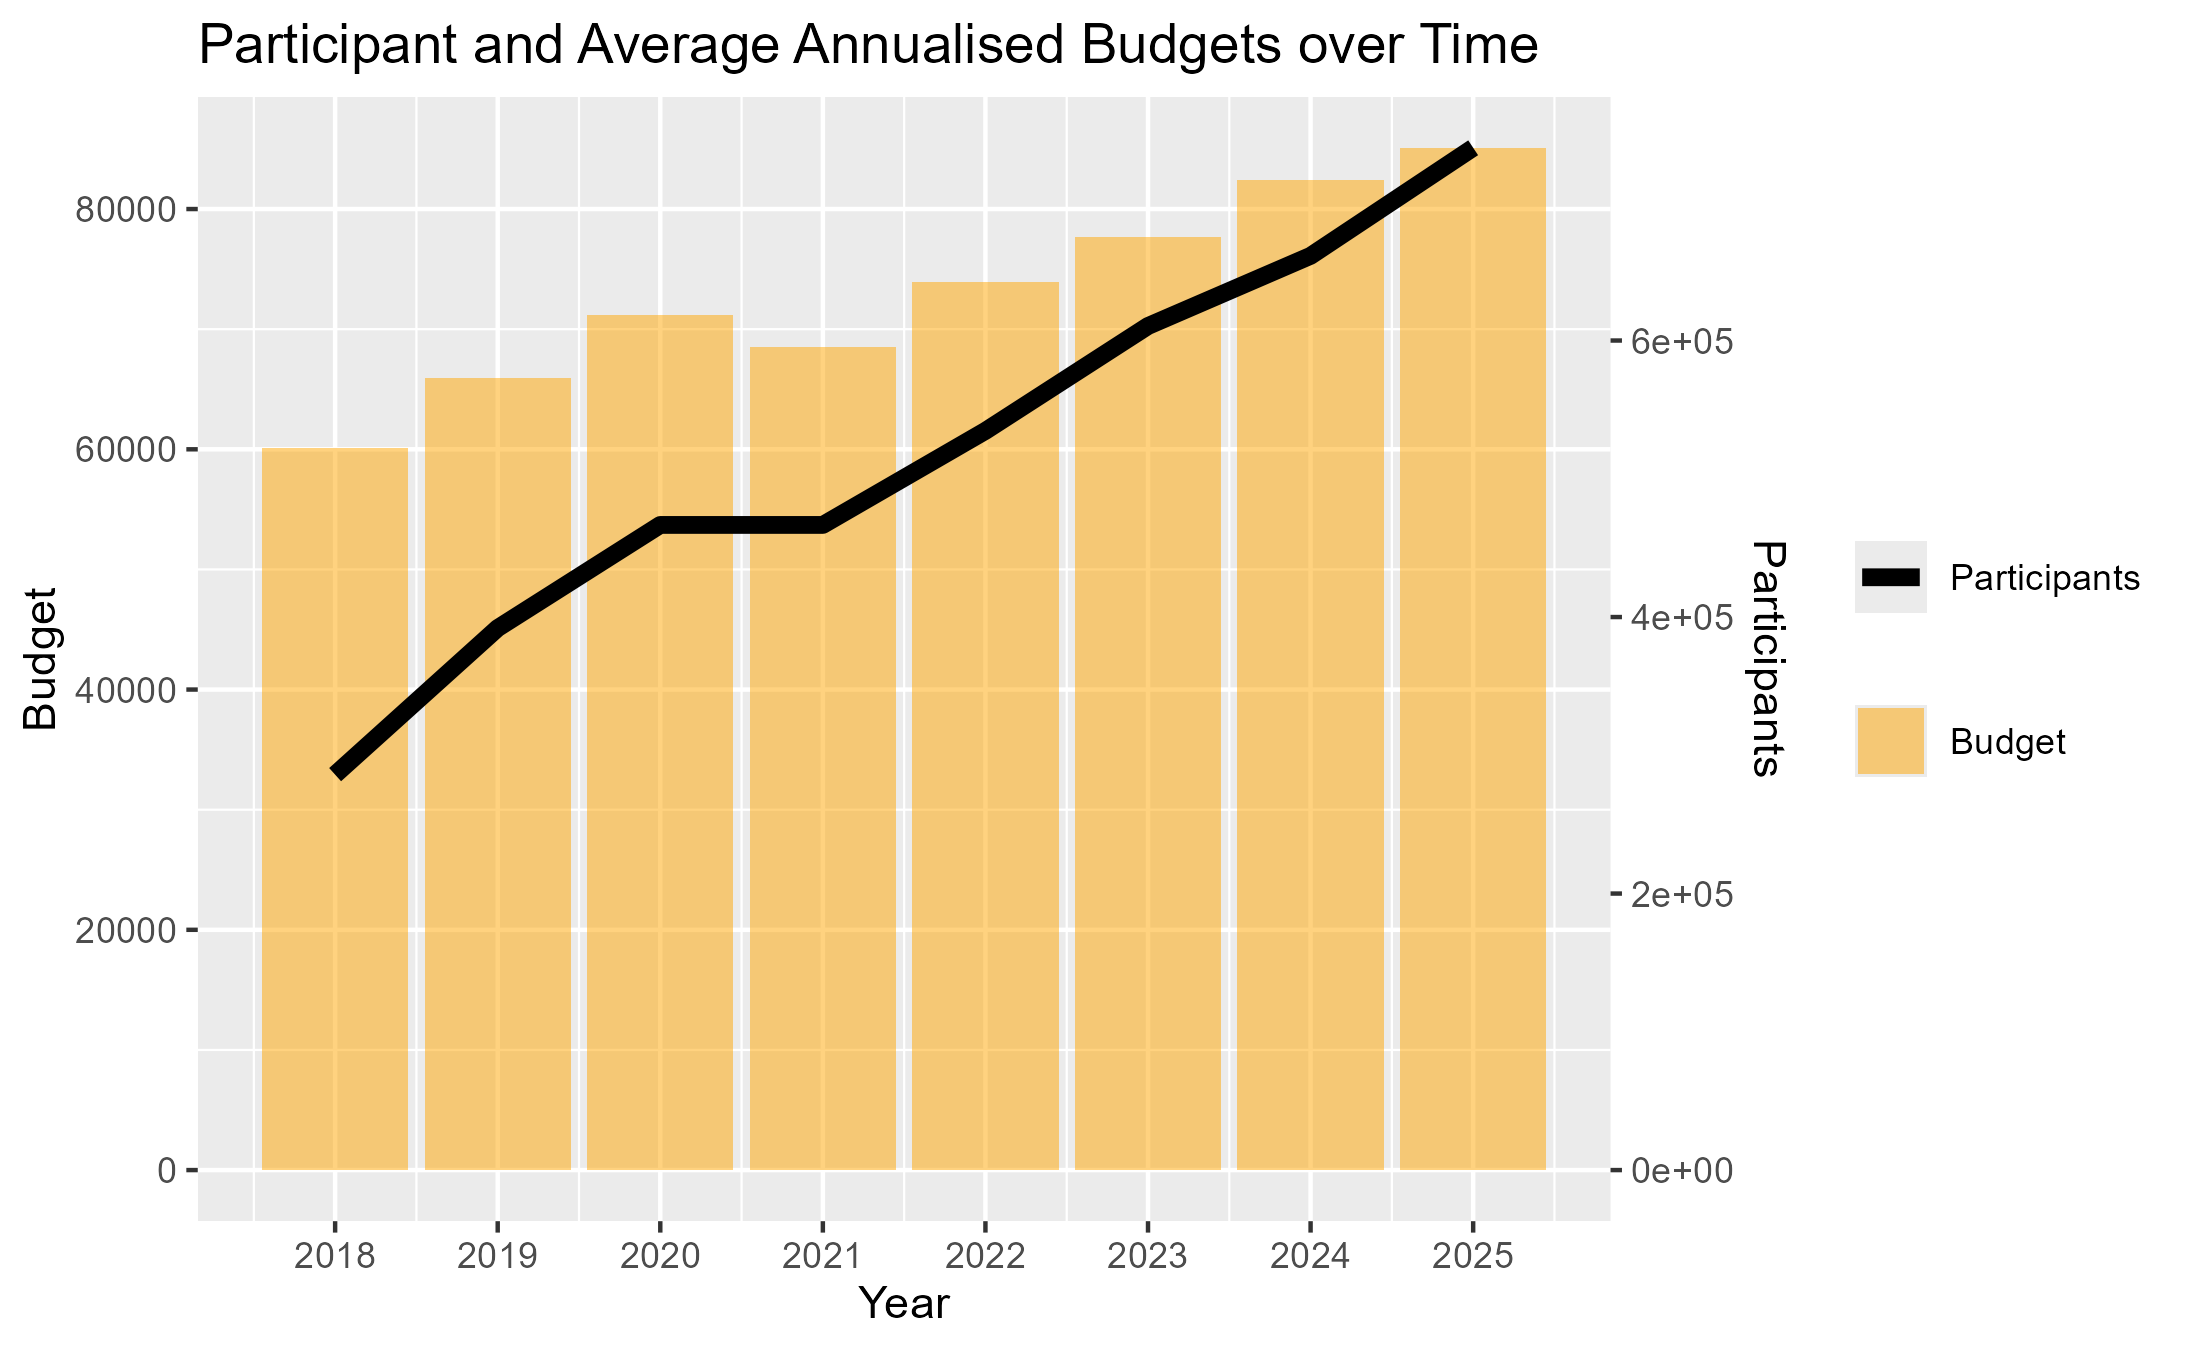 Participant and Average Annualised Budgets over Time
80000
60000
40000
20000
0
Budget
6e+05
4e+05
2e+05
0e+00
Participants
2018
2019
2020
2021
2022
2023
2024
2025
Year
Participants
Budget